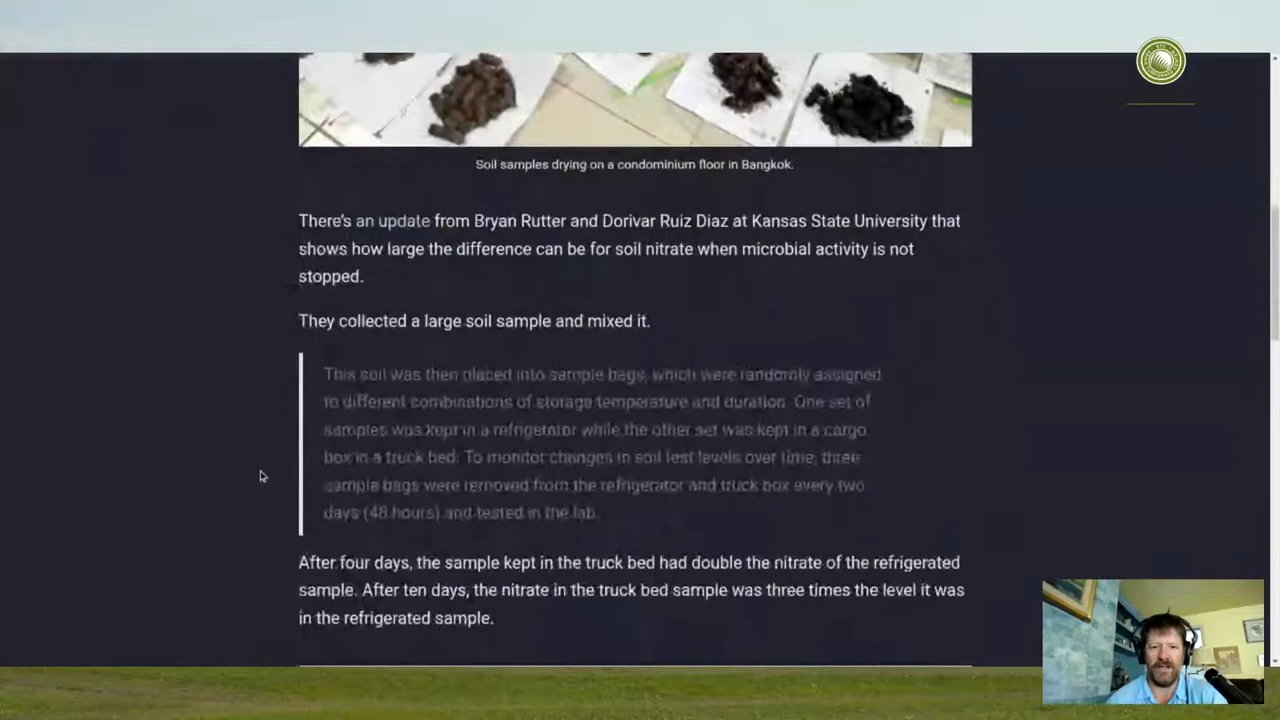 Soil samples drying on a condominium floor in Bangkok.
There's an update from Bryan Rutter and Dorivar Ruiz Diaz at Kansas State University that
shows how large the difference can be for soil nitrate when microbial activity is not
stopped.
They collected a large soil sample and mixed it.
This soil was then placed into sample bags, which were randomly assigned
to different combinations of storage temperature and duration. One set of
samples was kept in a refrigerator while the other set was kept in a cargo
box in a truck bed. To monitor changes in soil test levels over time, three
sample bags were removed from the refrigerator and truck box every two
days (48 hours) and tested in the lab.
After four days, the sample kept in the truck bed had double the nitrate of the refrigerated
sample. After ten days, the nitrate in the truck bed sample was three times the level it was
in the refrigerated sample.